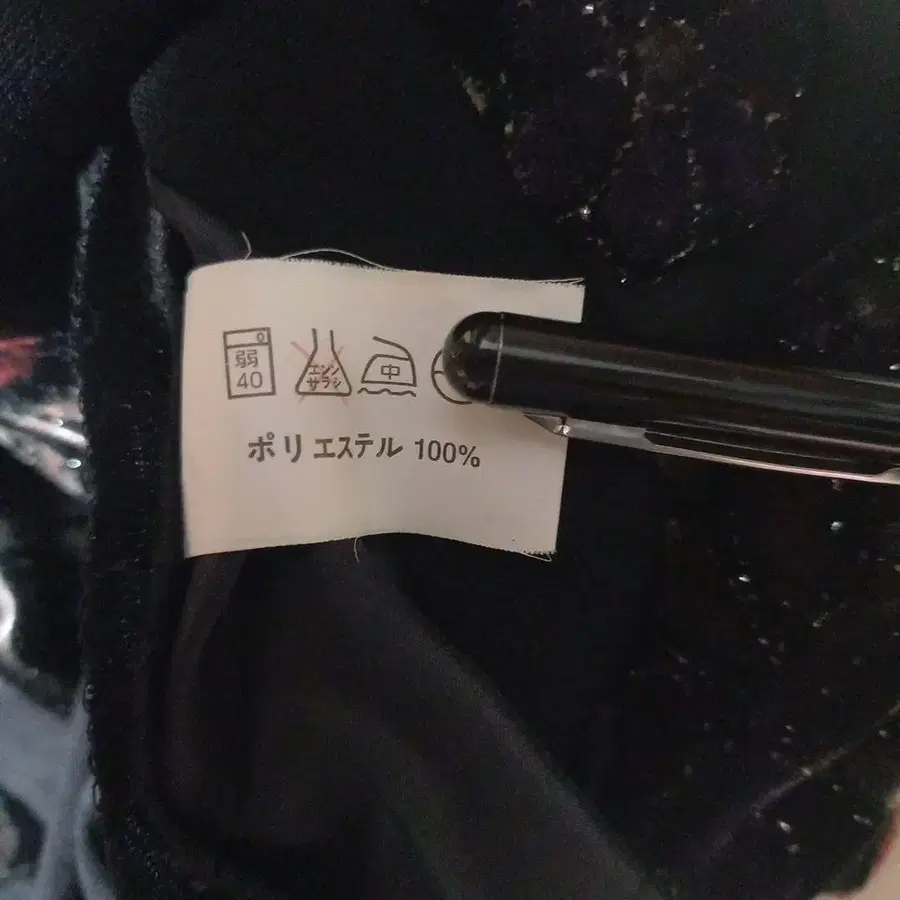 弱 40 エンソ サラシ 中
ポリエステル 100%